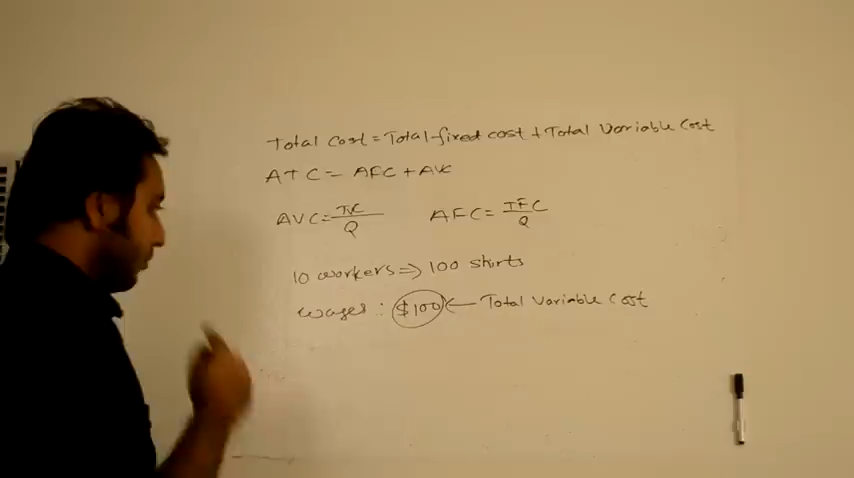 Total Cost = Total fixed cost + Total Variable Cost
ATC = AFC + AVC
AVC = TVC / Q AFC = TFC / Q
10 workers => 100 shirts
Wages : $100 <— Total Variable Cost